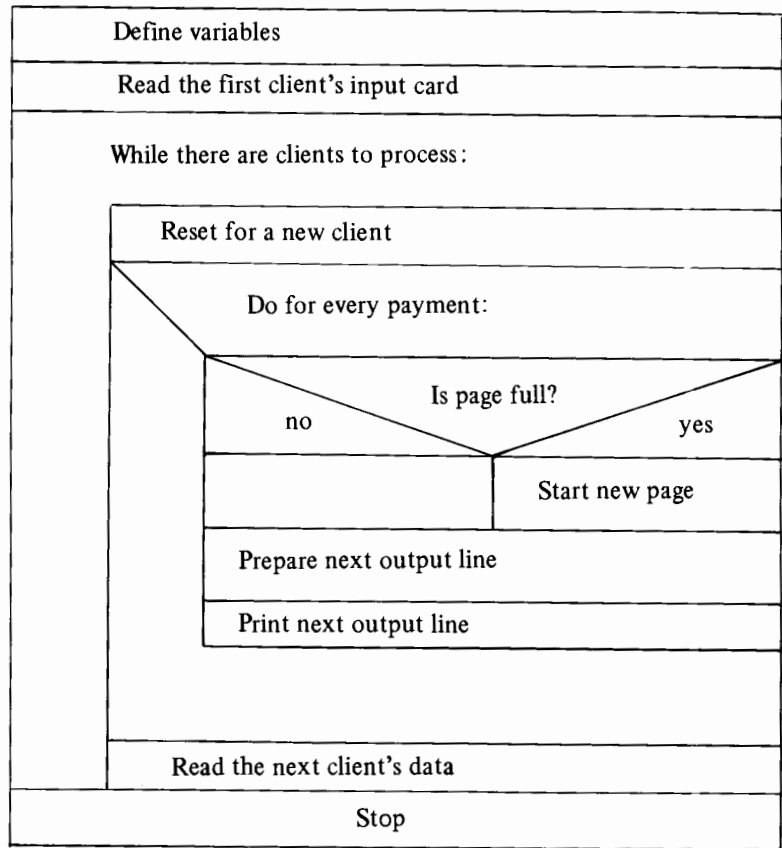 Define variables
Read the first client's input card
While there are clients to process:
Reset for a new client
Do for every payment:
Is page full?
no
yes
Start new page
Prepare next output line
Print next output line
Read the next client's data
Stop